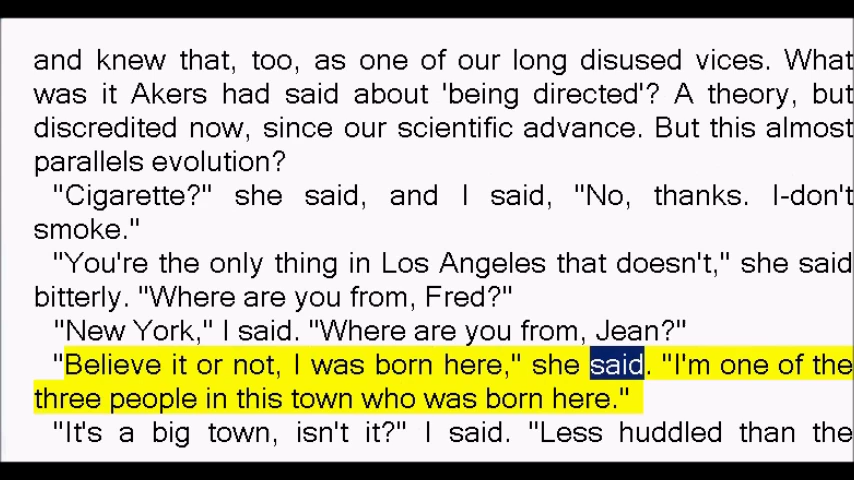 and knew that, too, as one of our long disused vices. What
was it Akers had said about 'being directed'? A theory, but
discredited now, since our scientific advance. But this almost
parallels evolution?
"Cigarette?" she said, and I said, "No, thanks. I-don't
smoke."
"You're the only thing in Los Angeles that doesn't," she said
bitterly. "Where are you from, Fred?"
"New York," I said. "Where are you from, Jean?"
"Believe it or not, I was born here," she said. "I'm one of the
three people in this town who was born here."
"It's a big town, isn't it?" I said. "Less huddled than the